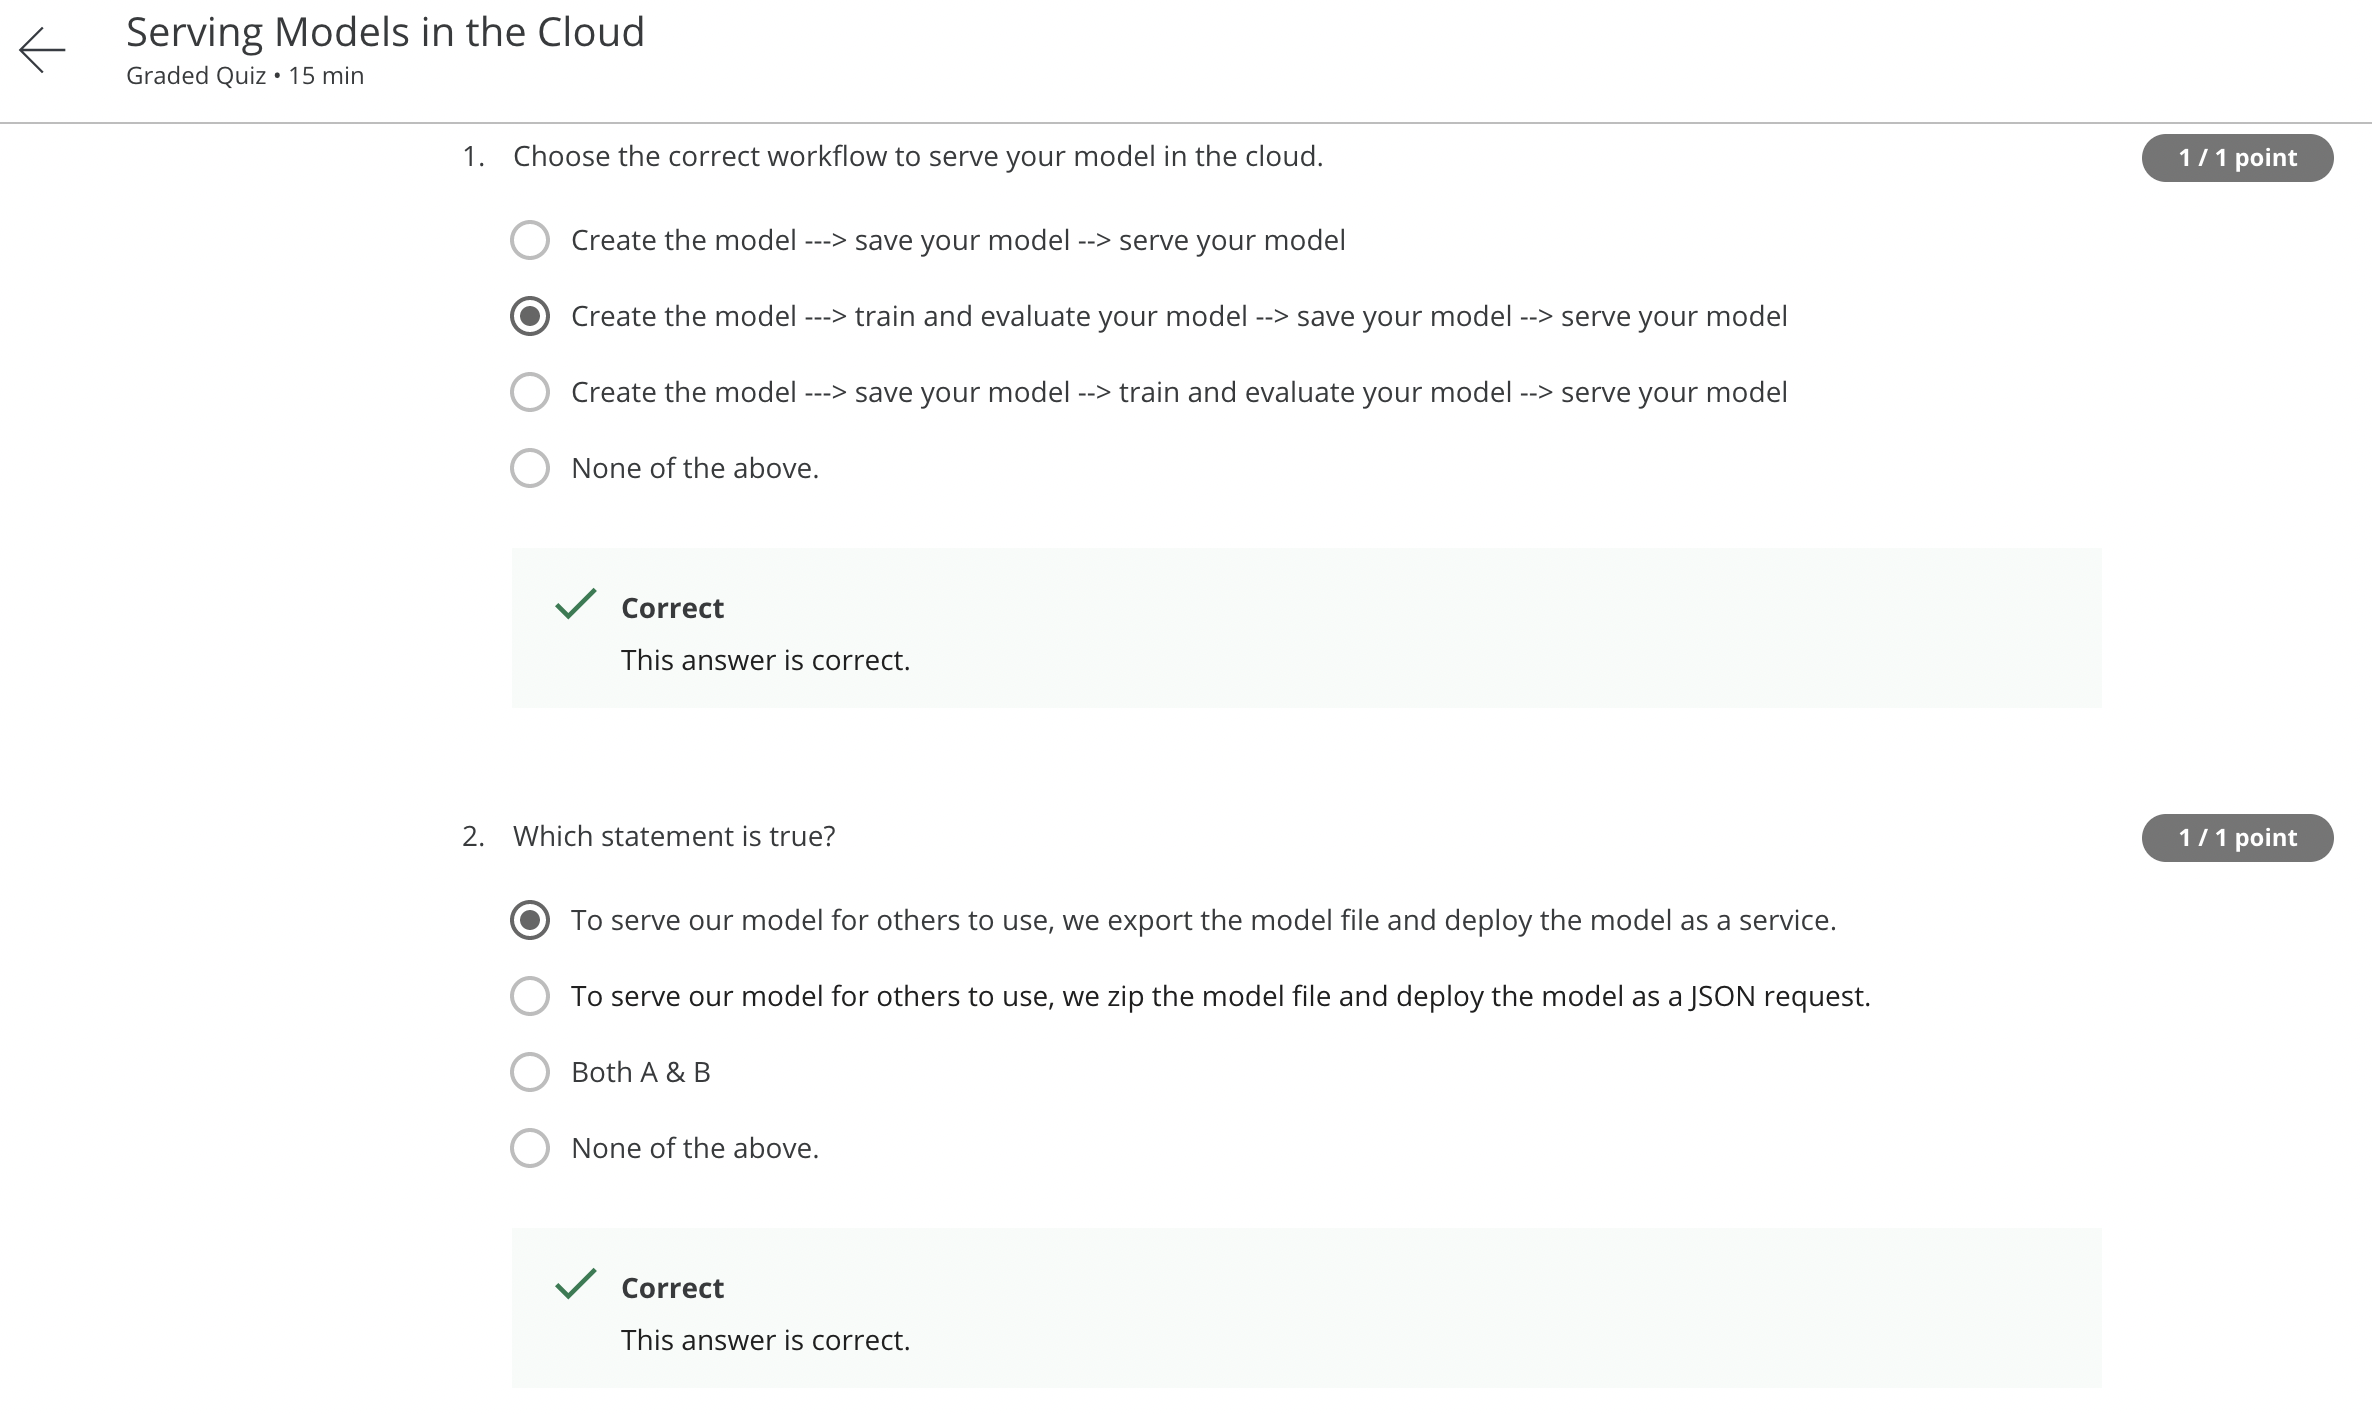 Serving Models in the Cloud
Graded Quiz • 15 min
1. Choose the correct workflow to serve your model in the cloud.
1 / 1 point
Create the model ---> save your model --> serve your model
Create the model ---> train and evaluate your model --> save your model --> serve your model
Create the model ---> save your model --> train and evaluate your model --> serve your model
None of the above.
Correct
This answer is correct.
2. Which statement is true?
1 / 1 point
To serve our model for others to use, we export the model file and deploy the model as a service.
To serve our model for others to use, we zip the model file and deploy the model as a JSON request.
Both A & B
None of the above.
Correct
This answer is correct.